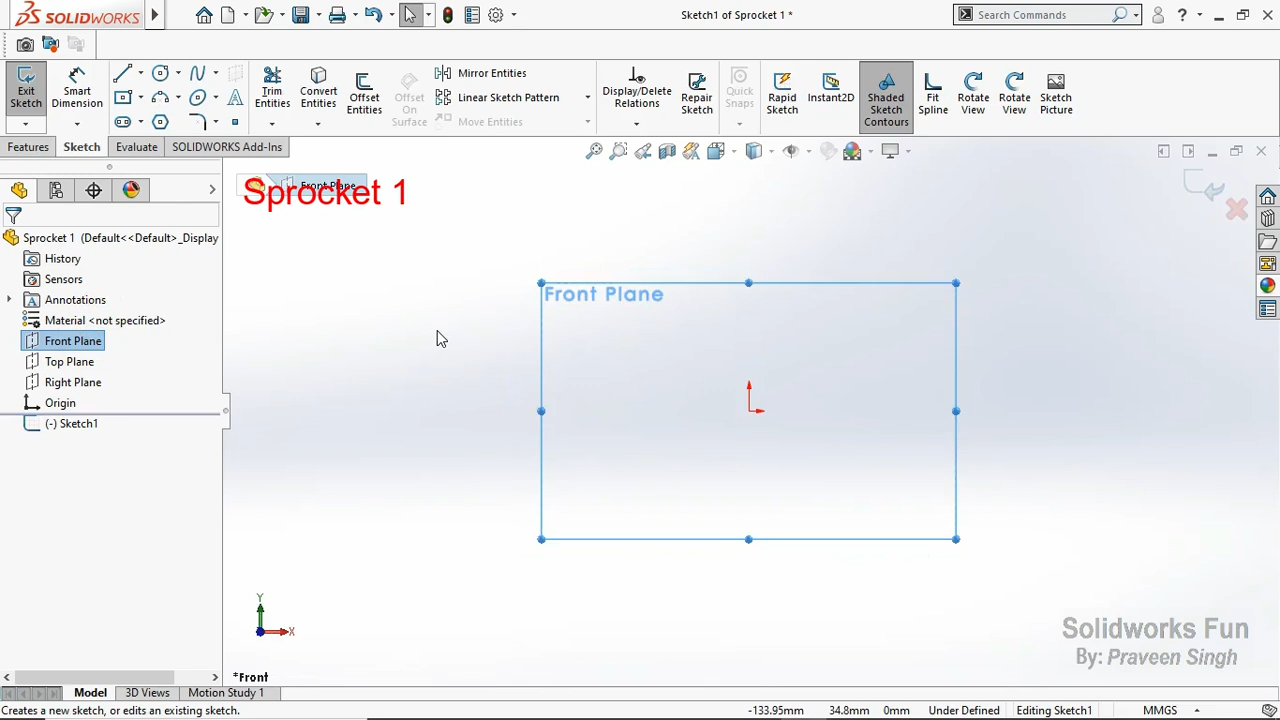 SOLIDWORKS
Sketch1 of Sprocket 1 *
Search Commands
Exit Sketch
Smart Dimension
Trim Entities
Convert Entities
Offset Entities
Offset On Surface
Mirror Entities
Linear Sketch Pattern
Move Entities
Display/Delete Relations
Repair Sketch
Quick Snaps
Rapid Sketch
Instant2D
Shaded Sketch Contours
Fit Spline
Rotate View
Rotate View
Sketch Picture
Features
Sketch
Evaluate
SOLIDWORKS Add-Ins
Front Plane
Sprocket 1
Sprocket 1 (Default<<Default>_Display
History
Sensors
Annotations
Material <not specified>
Front Plane
Top Plane
Right Plane
Origin
(-) Sketch1
Front Plane
Y
X
Solidworks Fun
By: Praveen Singh
*Front
Model
3D Views
Motion Study 1
Creates a new sketch, or edits an existing sketch.
-133.95mm
34.8mm
0mm
Under Defined
Editing Sketch1
MMGS